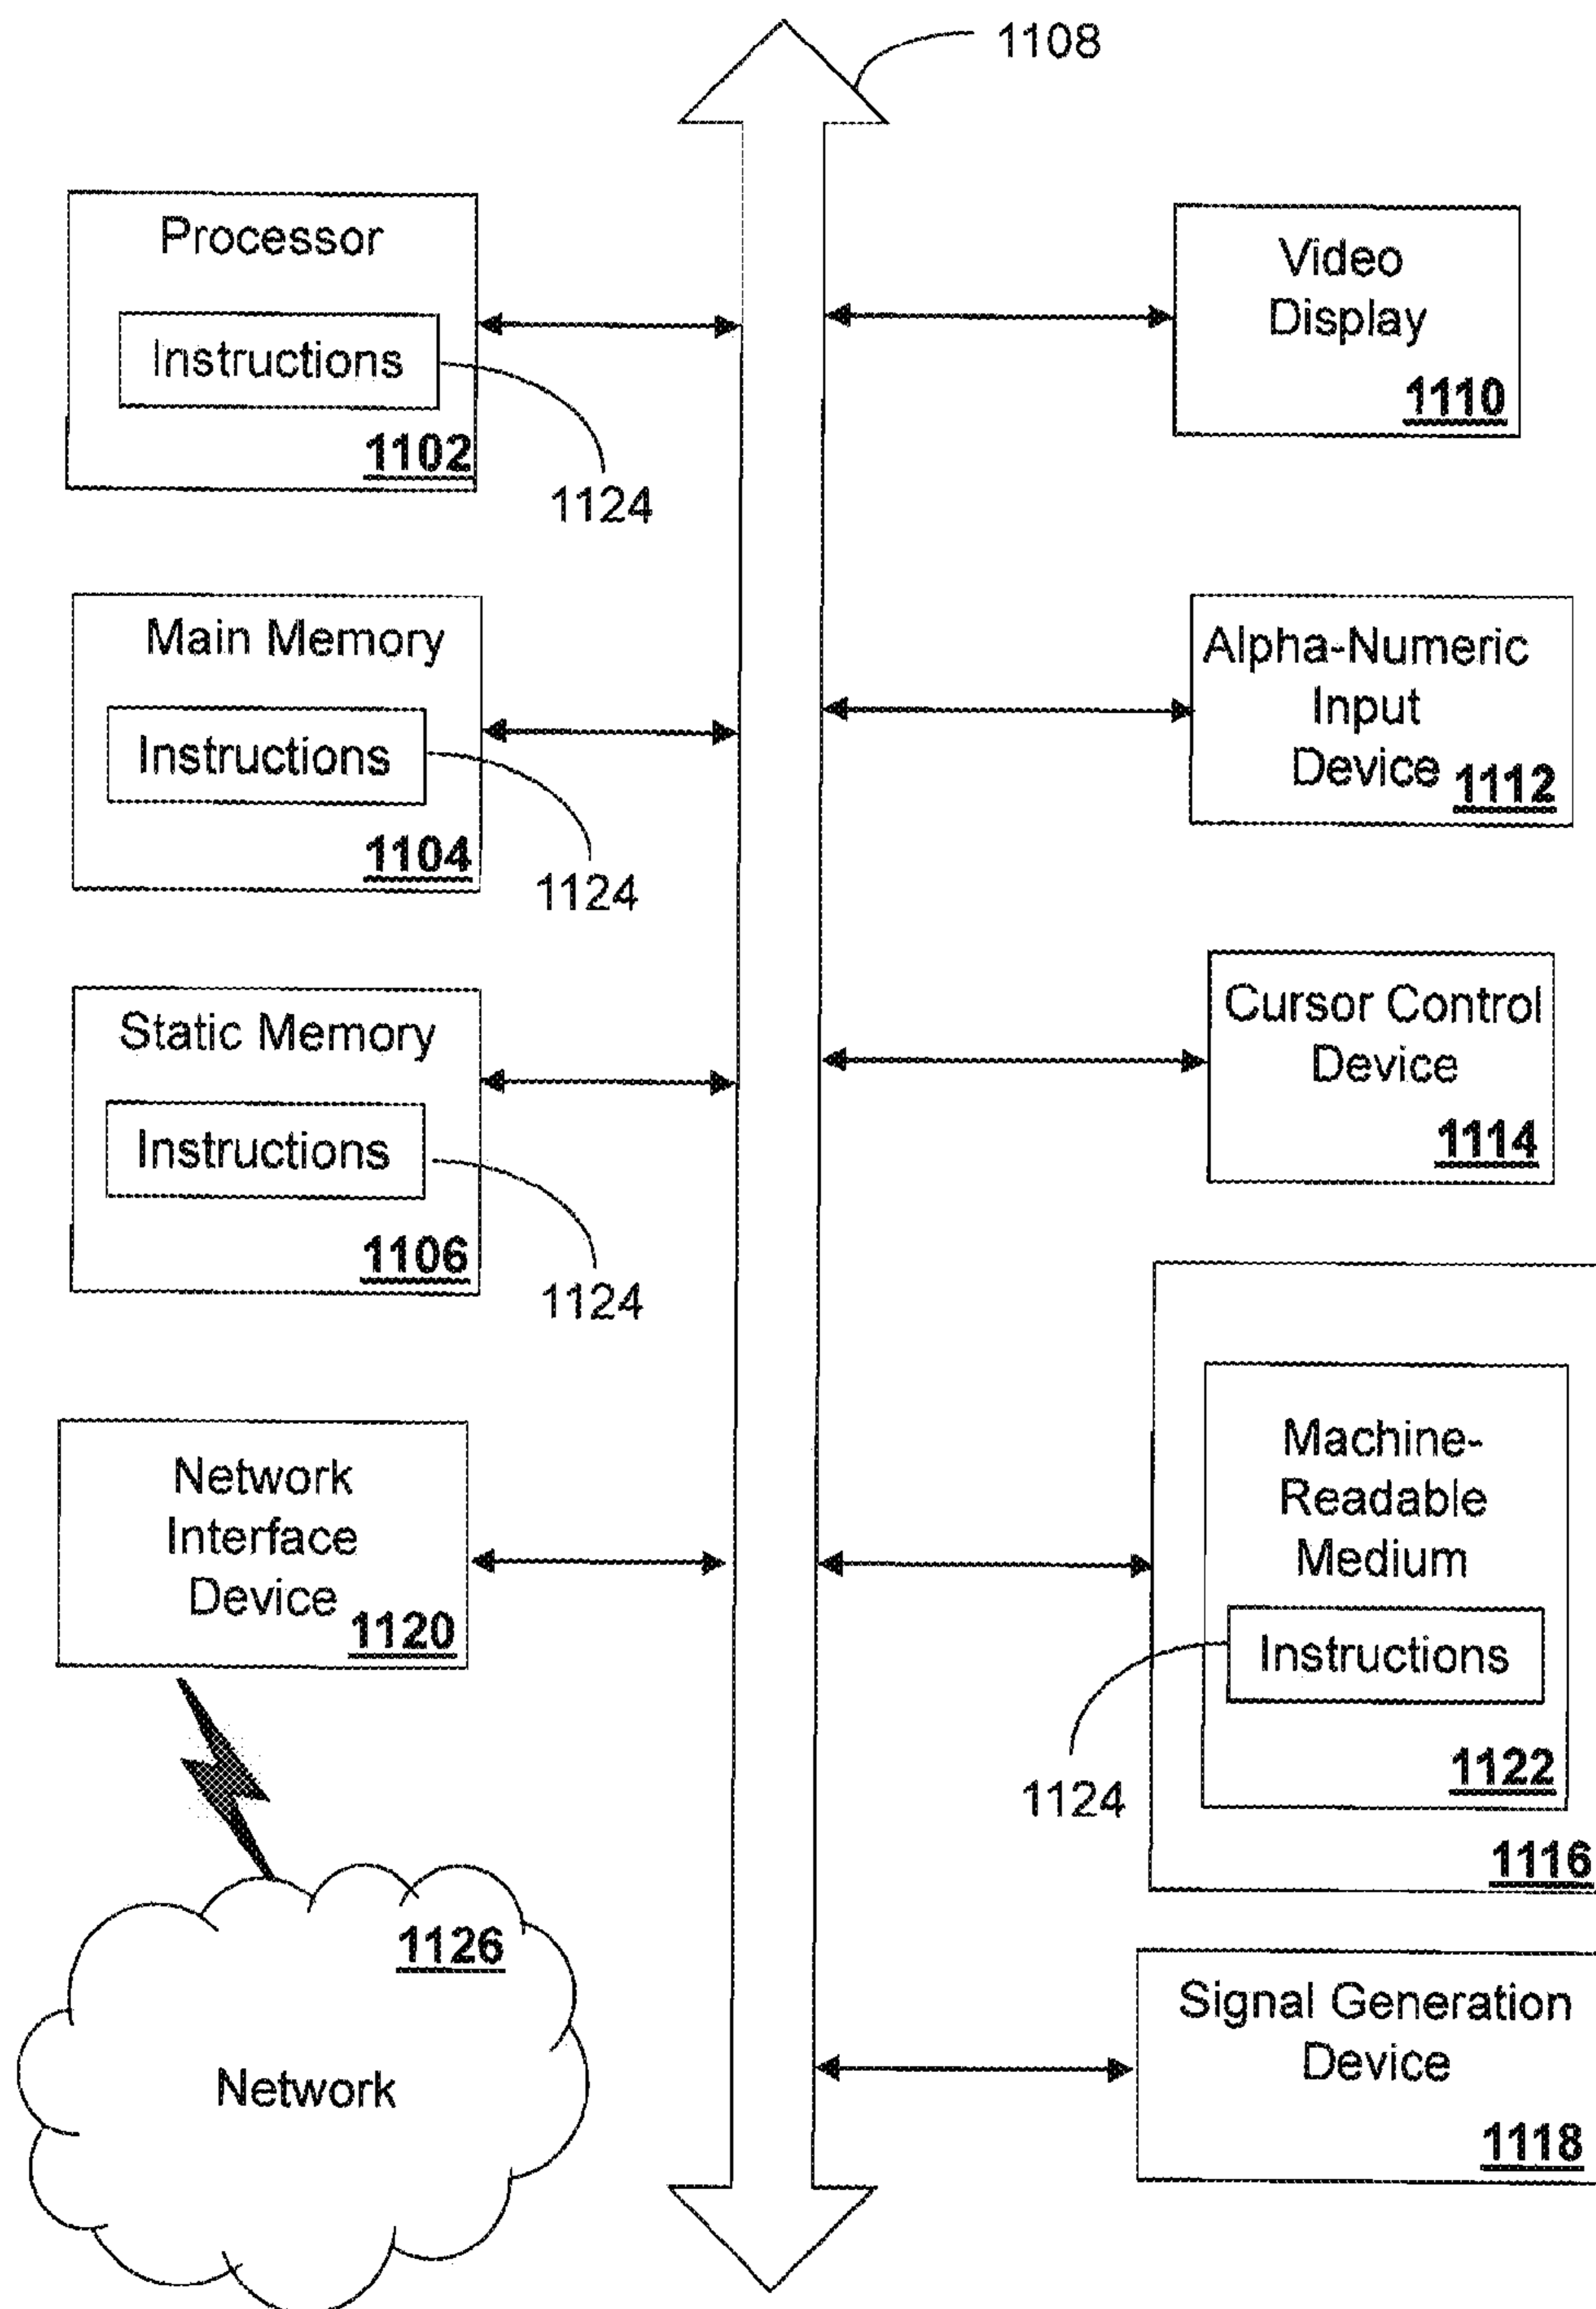 1108
Processor
Instructions
1102
1124
Video
Display
1110
Main Memory
Instructions
1104
1124
Alpha-Numeric
Input
Device 1112
Static Memory
Instructions
1106
1124
Cursor Control
Device
1114
Network
Interface
Device
1120
Machine-
Readable
Medium
Instructions
1124
1122
1116
1126
Network
Signal Generation
Device
1118